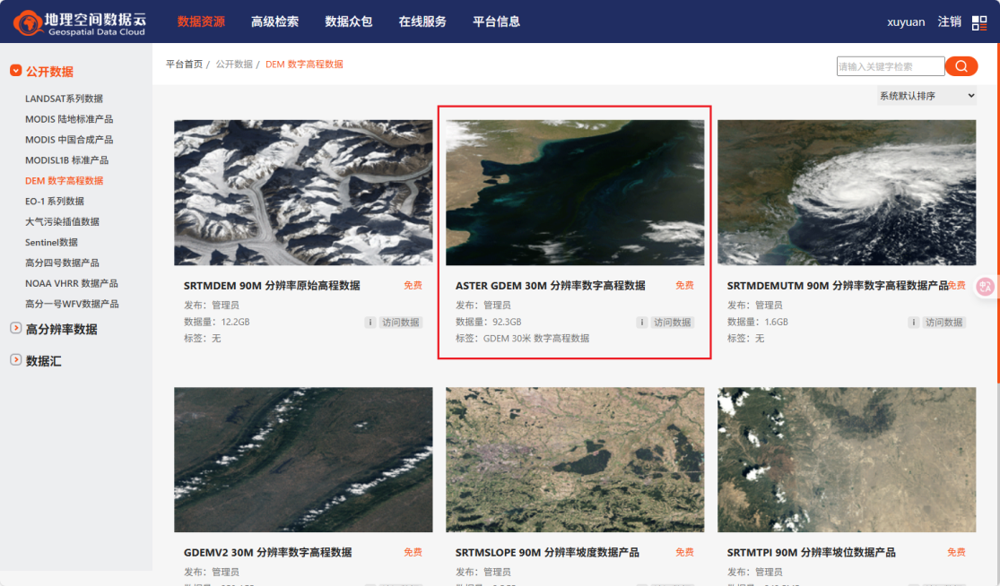 地理空间数据云
Geospatial Data Cloud
数据资源 高级检索 数据众包 在线服务 平台信息
xuyuan 注销
公开数据
LANDSAT系列数据
MODIS 陆地标准产品
MODIS 中国合成产品
MODISL1B 标准产品
DEM 数字高程数据
EO-1 系列数据
大气污染插值数据
Sentinel数据
高分四号数据产品
NOAA VHRR 数据产品
高分一号WFV数据产品
高分辨率数据
数据汇
平台首页 / 公开数据 / DEM 数字高程数据
请输入关键字检索
系统默认排序
SRTMDEM 90M 分辨率原始高程数据 免费
发布：管理员
数据量：12.2GB i 访问数据
标签：无
ASTER GDEM 30M 分辨率数字高程数据 免费
发布：管理员
数据量：92.3GB i 访问数据
标签：GDEM 30米 数字高程数据
SRTMDEMUTM 90M 分辨率数字高程数据产品 免费
发布：管理员
数据量：1.6GB i 访问数据
标签：无
GDEMV2 30M 分辨率数字高程数据 免费
发布：管理员
SRTMSLOPE 90M 分辨率坡度数据产品 免费
发布：管理员
SRTMTPI 90M 分辨率坡位数据产品 免费
发布：管理员